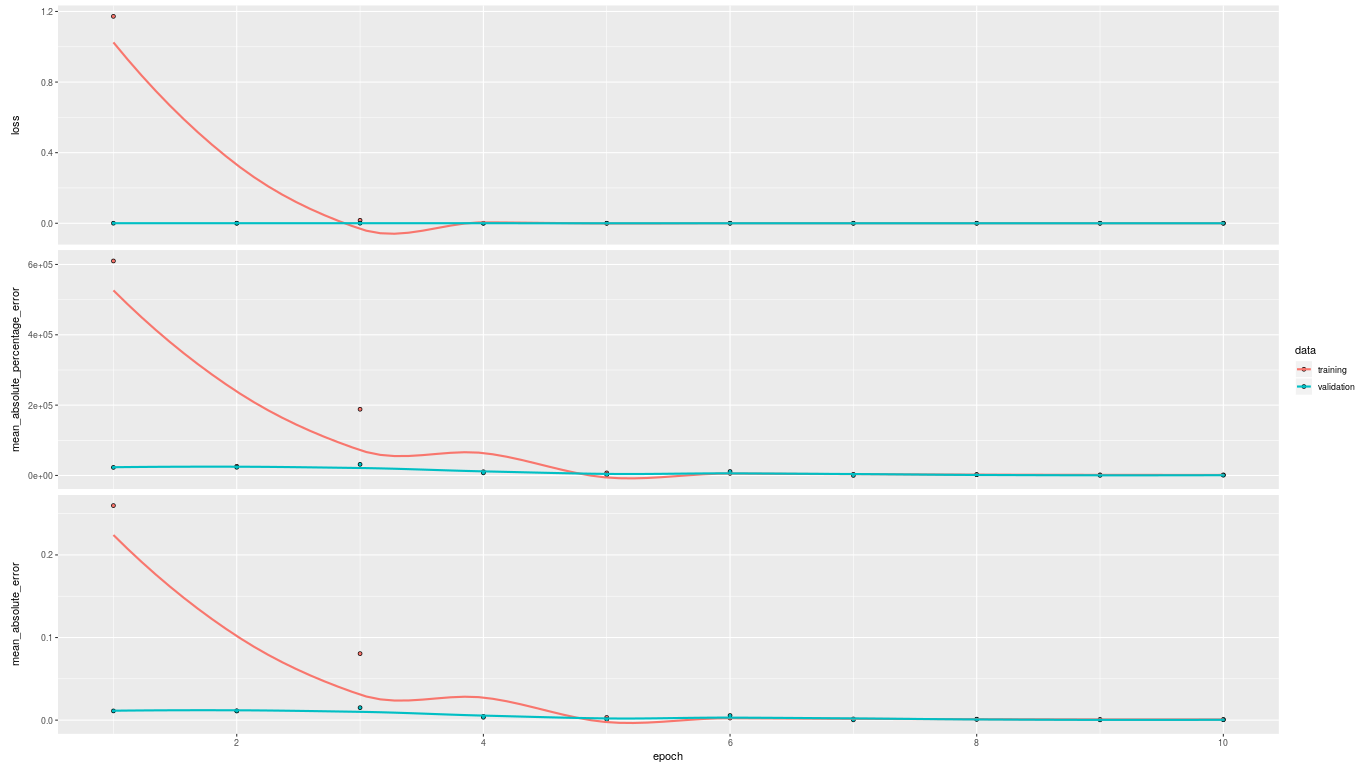 1.2
0.8
0.4
0.0
loss
6e+05
4e+05
2e+05
0e+00
mean_absolute_percentage_error
0.2
0.1
0.0
mean_absolute_error
2
4
6
8
10
epoch
data
training
validation